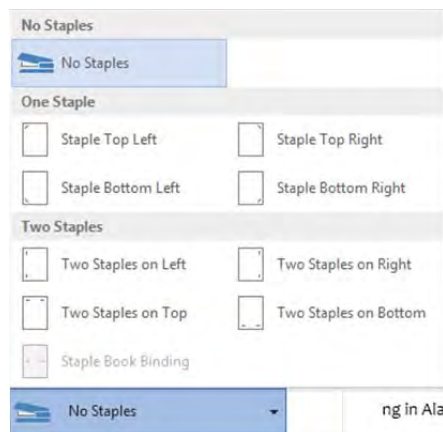 No Staples
No Staples
One Staple
Staple Top Left Staple Top Right
Staple Bottom Left Staple Bottom Right
Two Staples
Two Staples on Left Two Staples on Right
Two Staples on Top Two Staples on Bottom
Staple Book Binding
No Staples ng in Ala